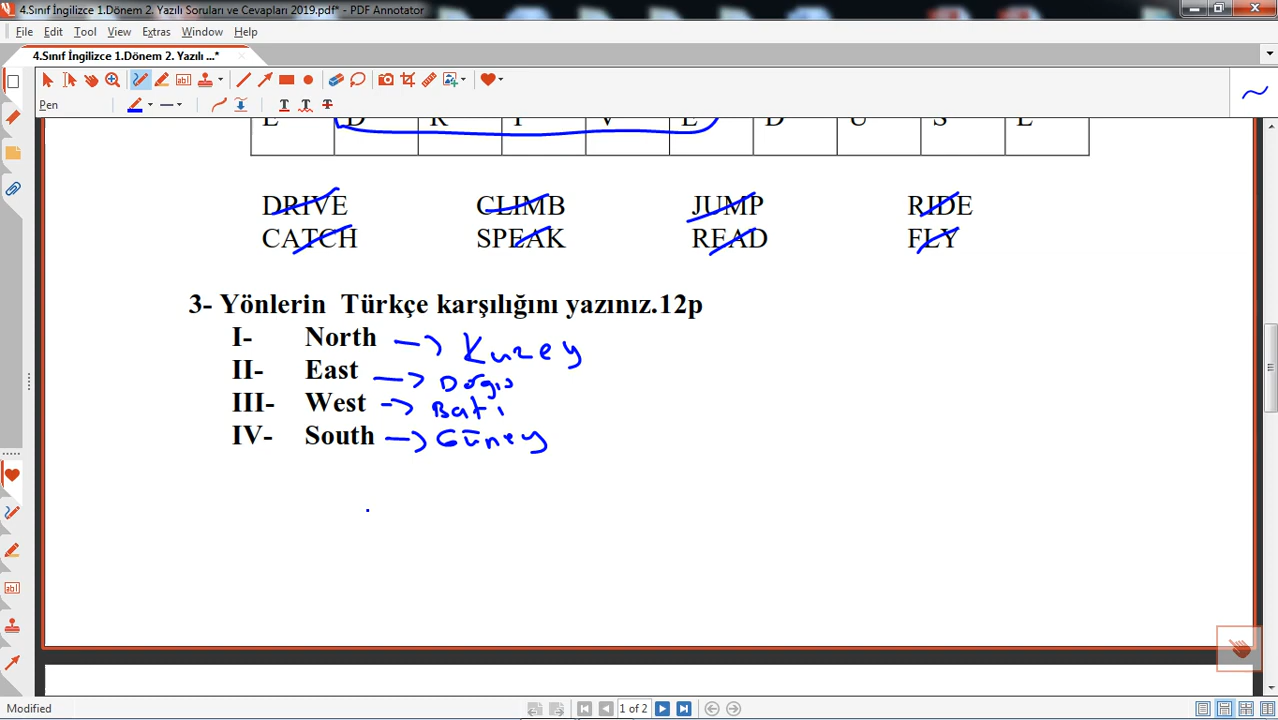 4.Sınıf İngilizce 1.Dönem 2. Yazılı Soruları ve Cevapları 2019.pdf* - PDF Annotator
File Edit Tool View Extras Window Help
4.Sınıf İngilizce 1.Dönem 2. Yazılı ...*
Pen
E D R I V E D U S E
DRIVE CLIMB JUMP RIDE
CATCH SPEAK READ FLY
3- Yönlerin Türkçe karşılığını yazınız.12p
I- North → Kuzey
II- East → Doğu
III- West → Batı
IV- South → Güney
Modified 1 of 2